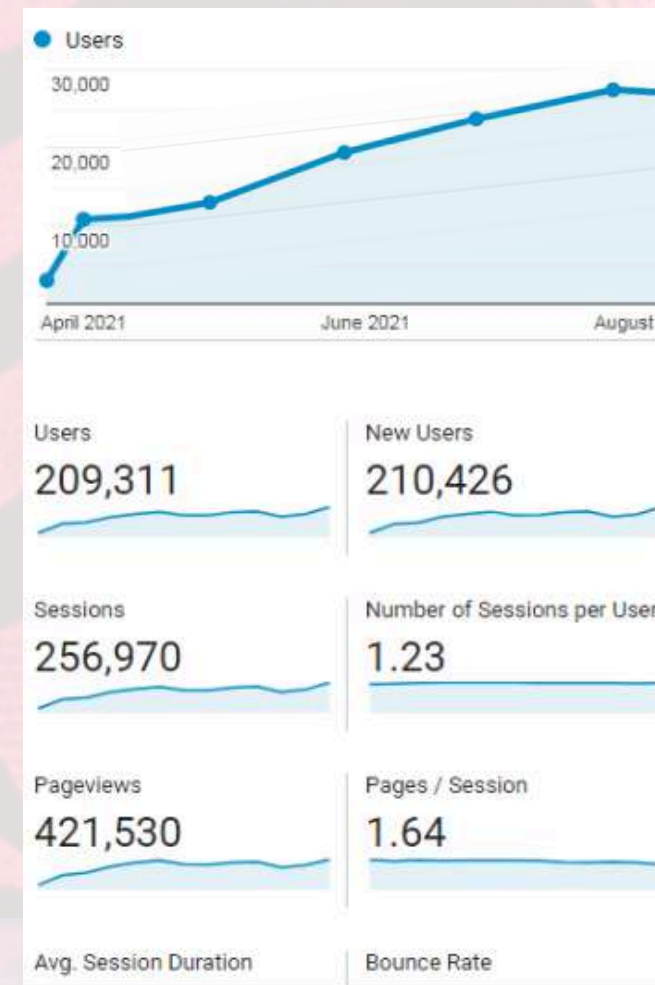 Users
30,000
20,000
10,000
April 2021 June 2021 August
Users New Users
209,311 210,426
Sessions Number of Sessions per User
256,970 1.23
Pageviews Pages / Session
421,530 1.64
Avg. Session Duration Bounce Rate